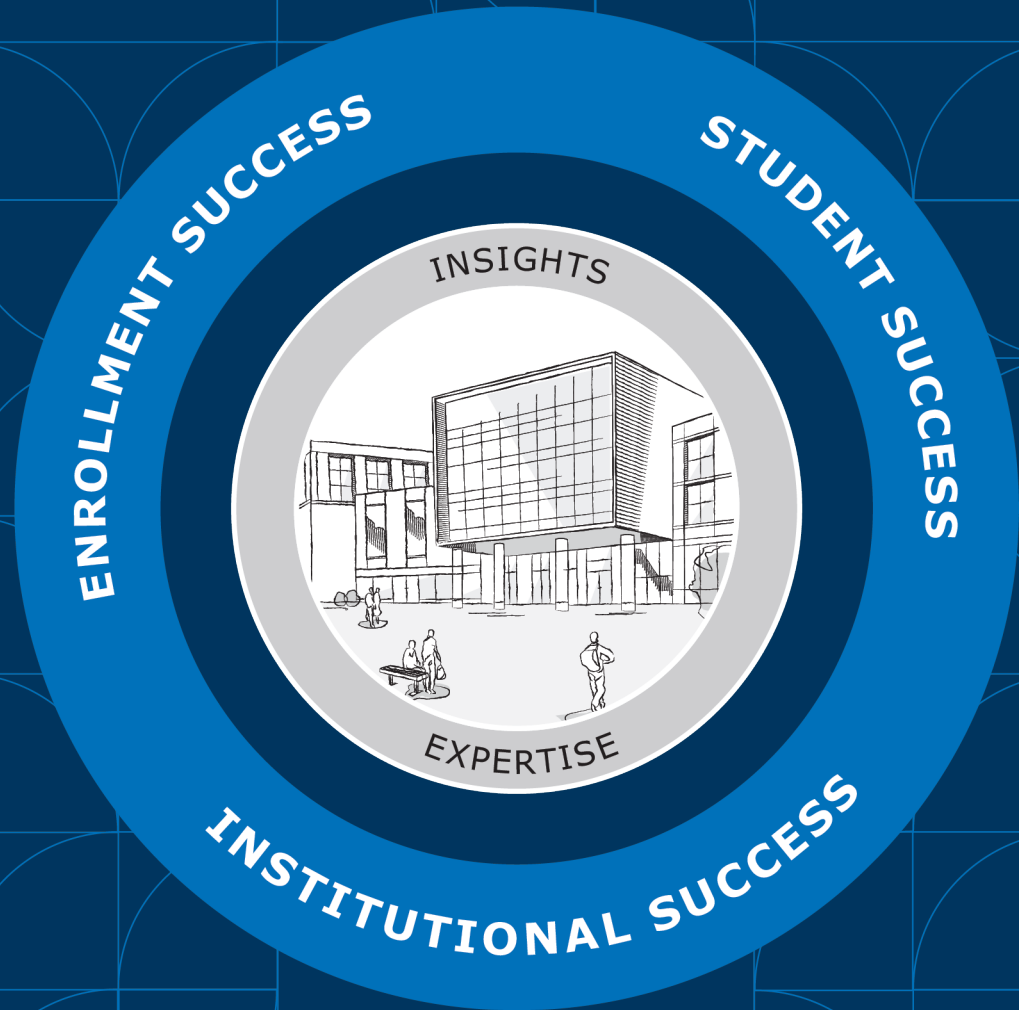 ENROLLMENT SUCCESS
STUDENT SUCCESS
INSIGHTS
EXPERTISE
INSTITUTIONAL SUCCESS